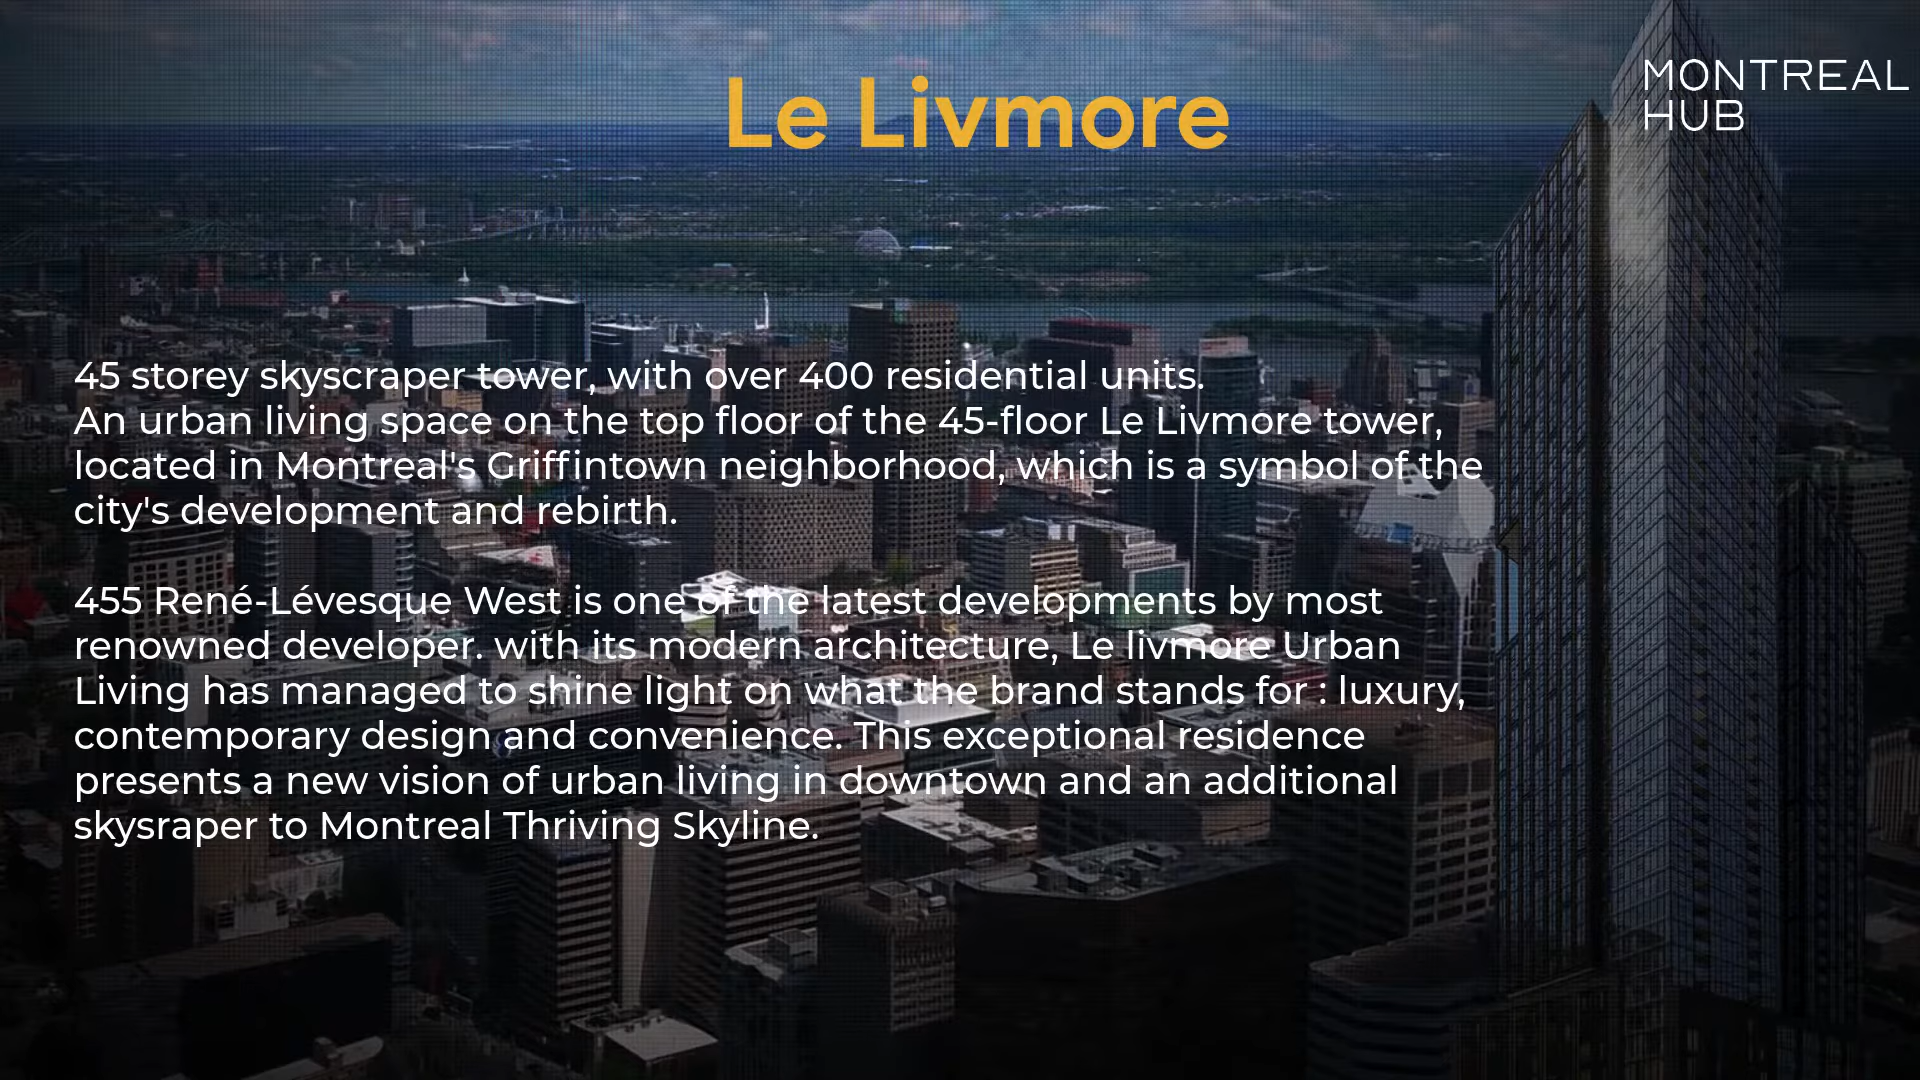 Le Livmore
MONTREAL
HUB
45 storey skyscraper tower, with over 400 residential units.
An urban living space on the top floor of the 45-floor Le Livmore tower,
located in Montreal's Griffintown neighborhood, which is a symbol of the
city's development and rebirth.
455 René-Lévesque West is one of the latest developments by most
renowned developer. with its modern architecture, Le livmore Urban
Living has managed to shine light on what the brand stands for : luxury,
contemporary design and convenience. This exceptional residence
presents a new vision of urban living in downtown and an additional
skysraper to Montreal Thriving Skyline.